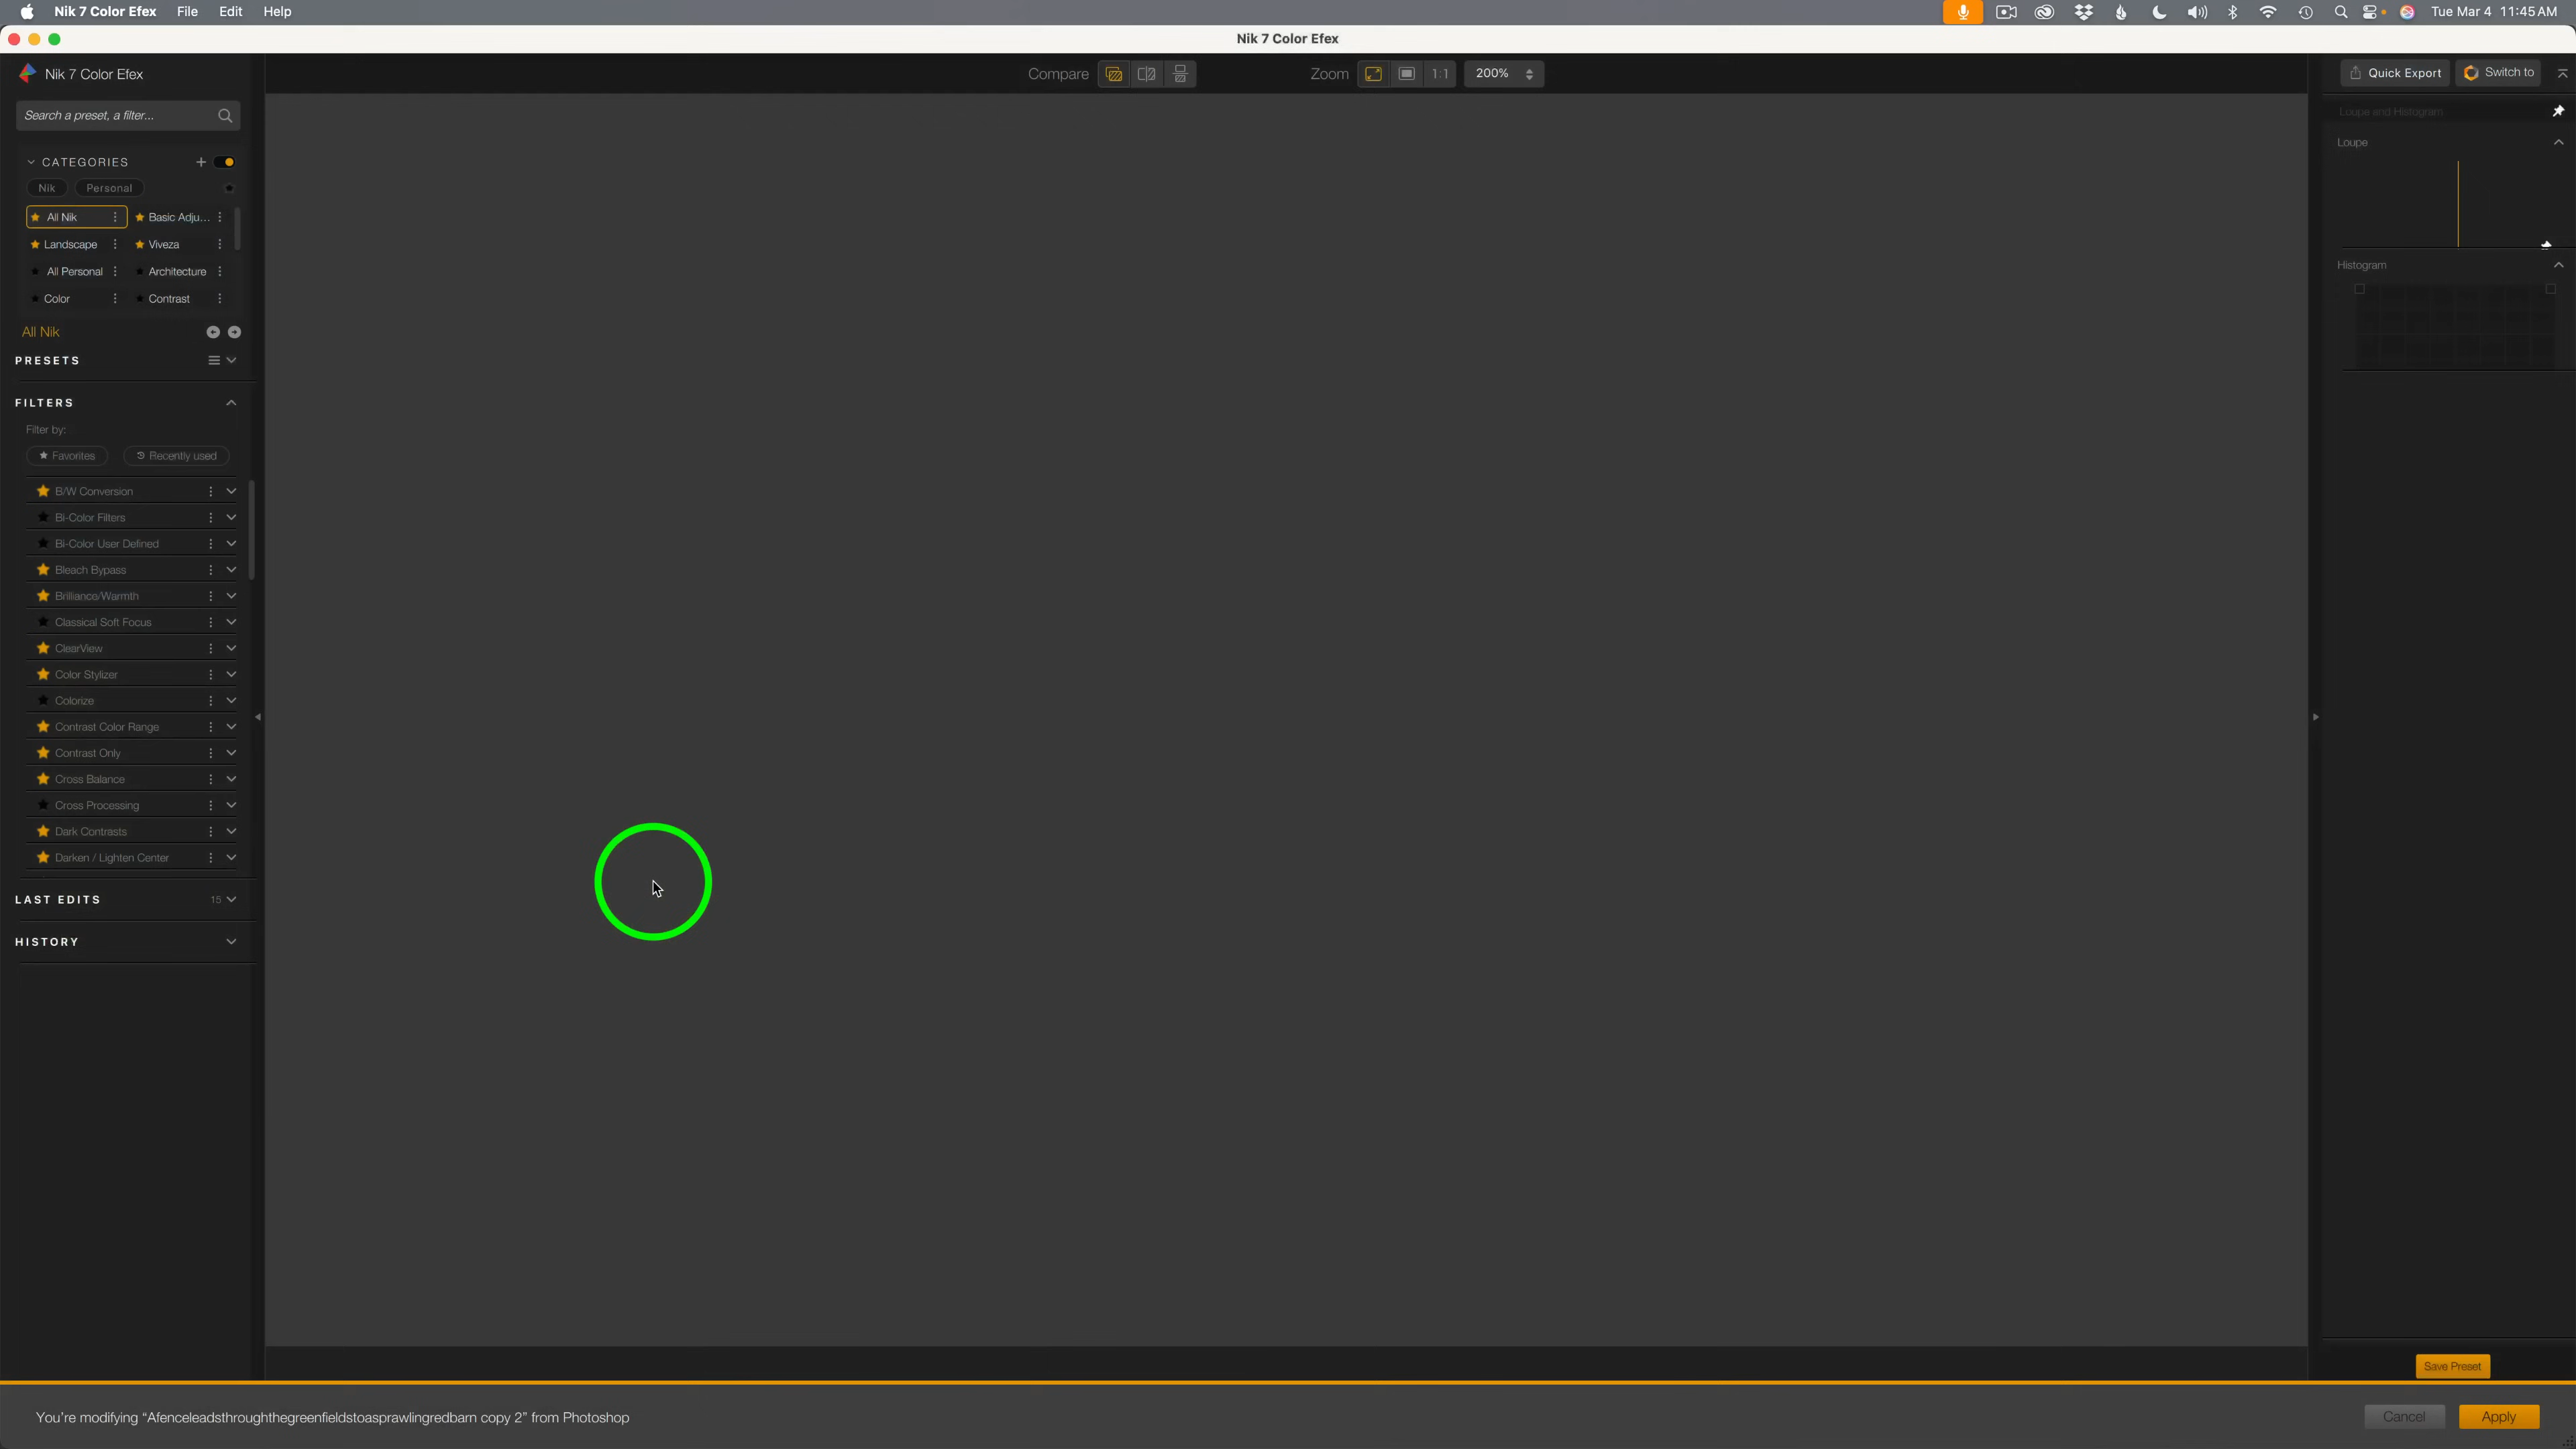 Nik 7 Color Efex File Edit Help
Tue Mar 4 11:45 AM
Nik 7 Color Efex
Nik 7 Color Efex
Compare
Zoom
1:1
200%
Quick Export
Switch to
Search a preset, a filter...
Loupe and Histogram
Loupe
CATEGORIES
Nik Personal
All Nik Basic Adju...
Landscape Viveza
All Personal Architecture
Color Contrast
Histogram
All Nik
PRESETS
FILTERS
Filter by:
Favorites Recently used
B/W Conversion
Bi-Color Filters
Bi-Color User Defined
Bleach Bypass
Brilliance/Warmth
Classical Soft Focus
ClearView
Color Stylizer
Colorize
Contrast Color Range
Contrast Only
Cross Balance
Cross Processing
Dark Contrasts
Darken / Lighten Center
LAST EDITS 15
HISTORY
Save Preset
You're modifying “Afenceleadsthroughthegreenfieldstoasprawlingredbarn copy 2” from Photoshop
Cancel
Apply